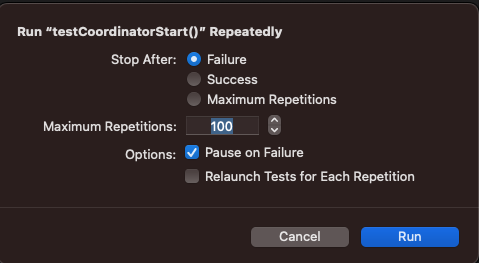 Run “testCoordinatorStart()” Repeatedly
Stop After: Failure
Success
Maximum Repetitions
Maximum Repetitions: 100
Options: Pause on Failure
Relaunch Tests for Each Repetition
Cancel Run